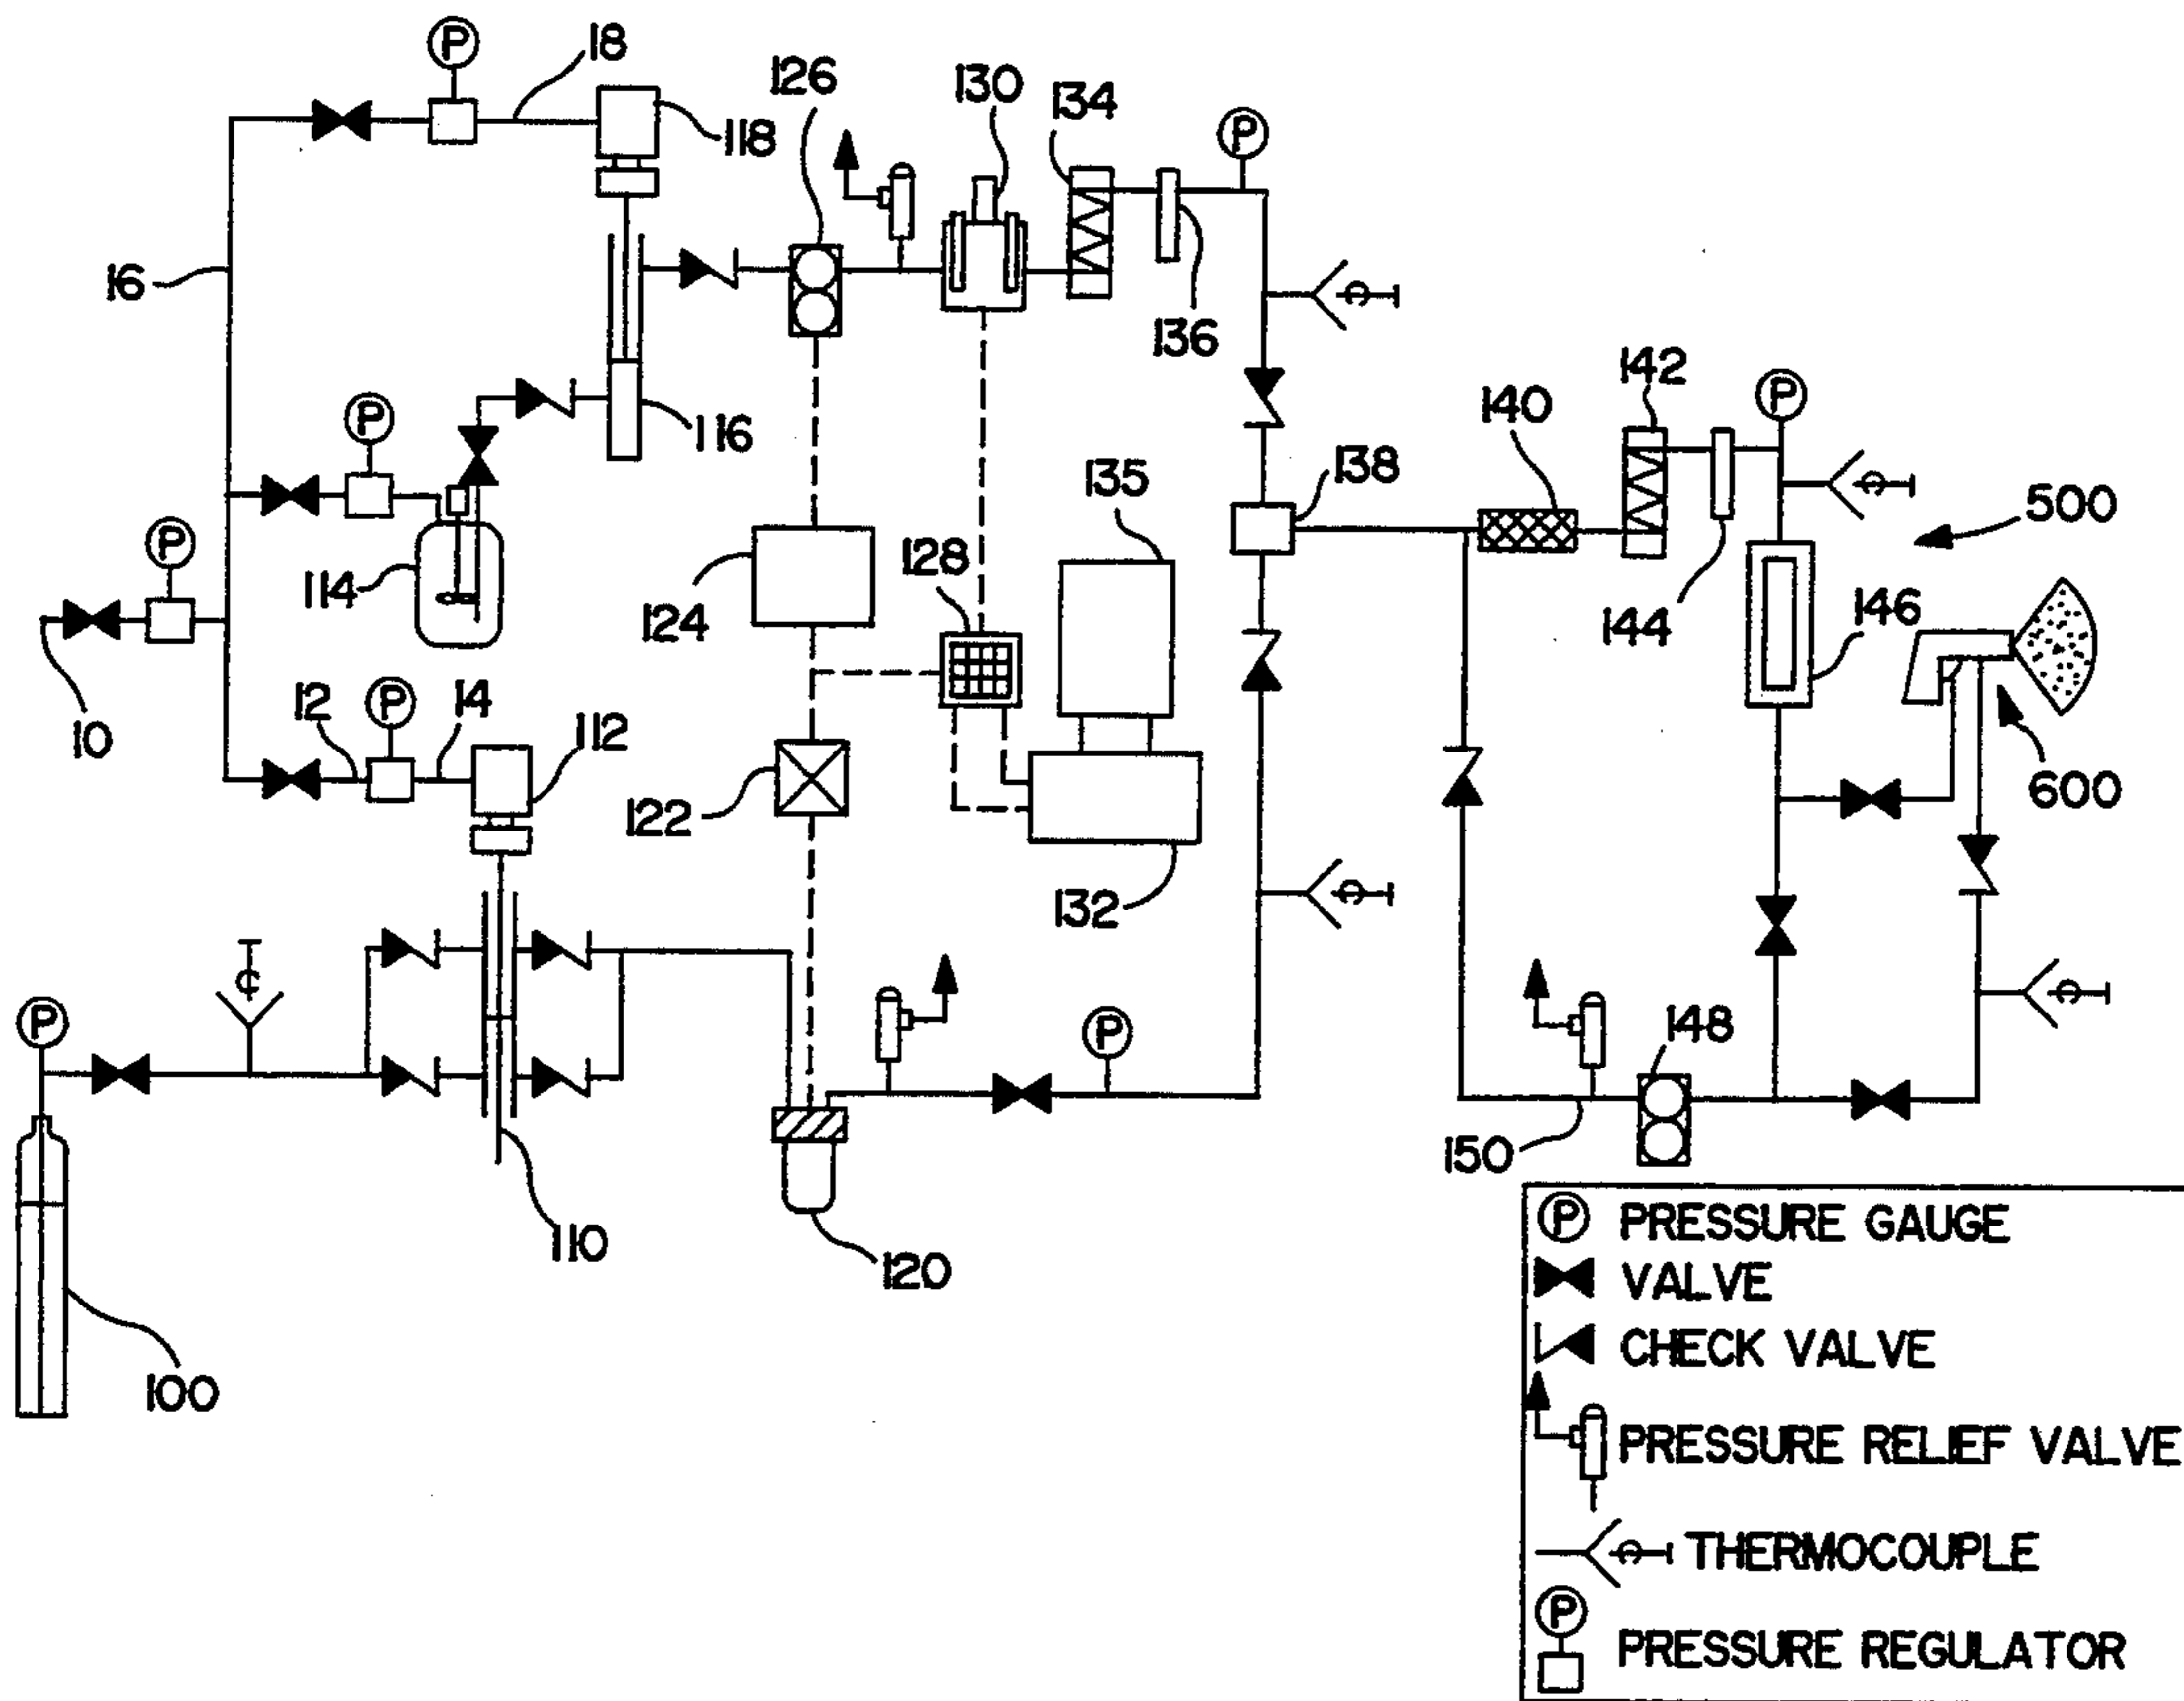 P
18
126
130
134
P
118
16
136
142
P
P
116
140
138
135
500
P
114
128
124
144
146
12
P
14
10
112
122
600
132
P
P
148
150
110
120
100
P PRESSURE GAUGE
VALVE
CHECK VALVE
PRESSURE RELIEF VALVE
THERMOCOUPLE
P
PRESSURE REGULATOR